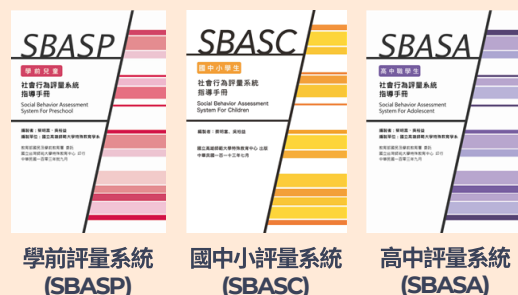 SBASP
學前兒童
社會行為評量系統
指導手冊
Social Behavior Assessment
System For Preschool
SBASC
國中小學生
社會行為評量系統
指導手冊
Social Behavior Assessment
System For Children
SBASA
高中職學生
社會行為評量系統
指導手冊
Social Behavior Assessment
System For Adolescent
學前評量系統
(SBASP)
國中小評量系統
(SBASC)
高中評量系統
(SBASA)